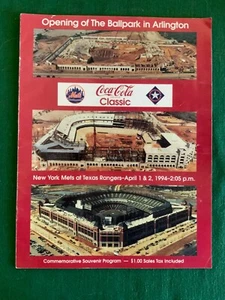 Opening of The Ballpark in Arlington
Mets
Coca-Cola
Classic
New York Mets at Texas Rangers-April 1 & 2, 1994-2:05 p.m.
Commemorative Souvenir Program — $1.00 Sales Tax Included